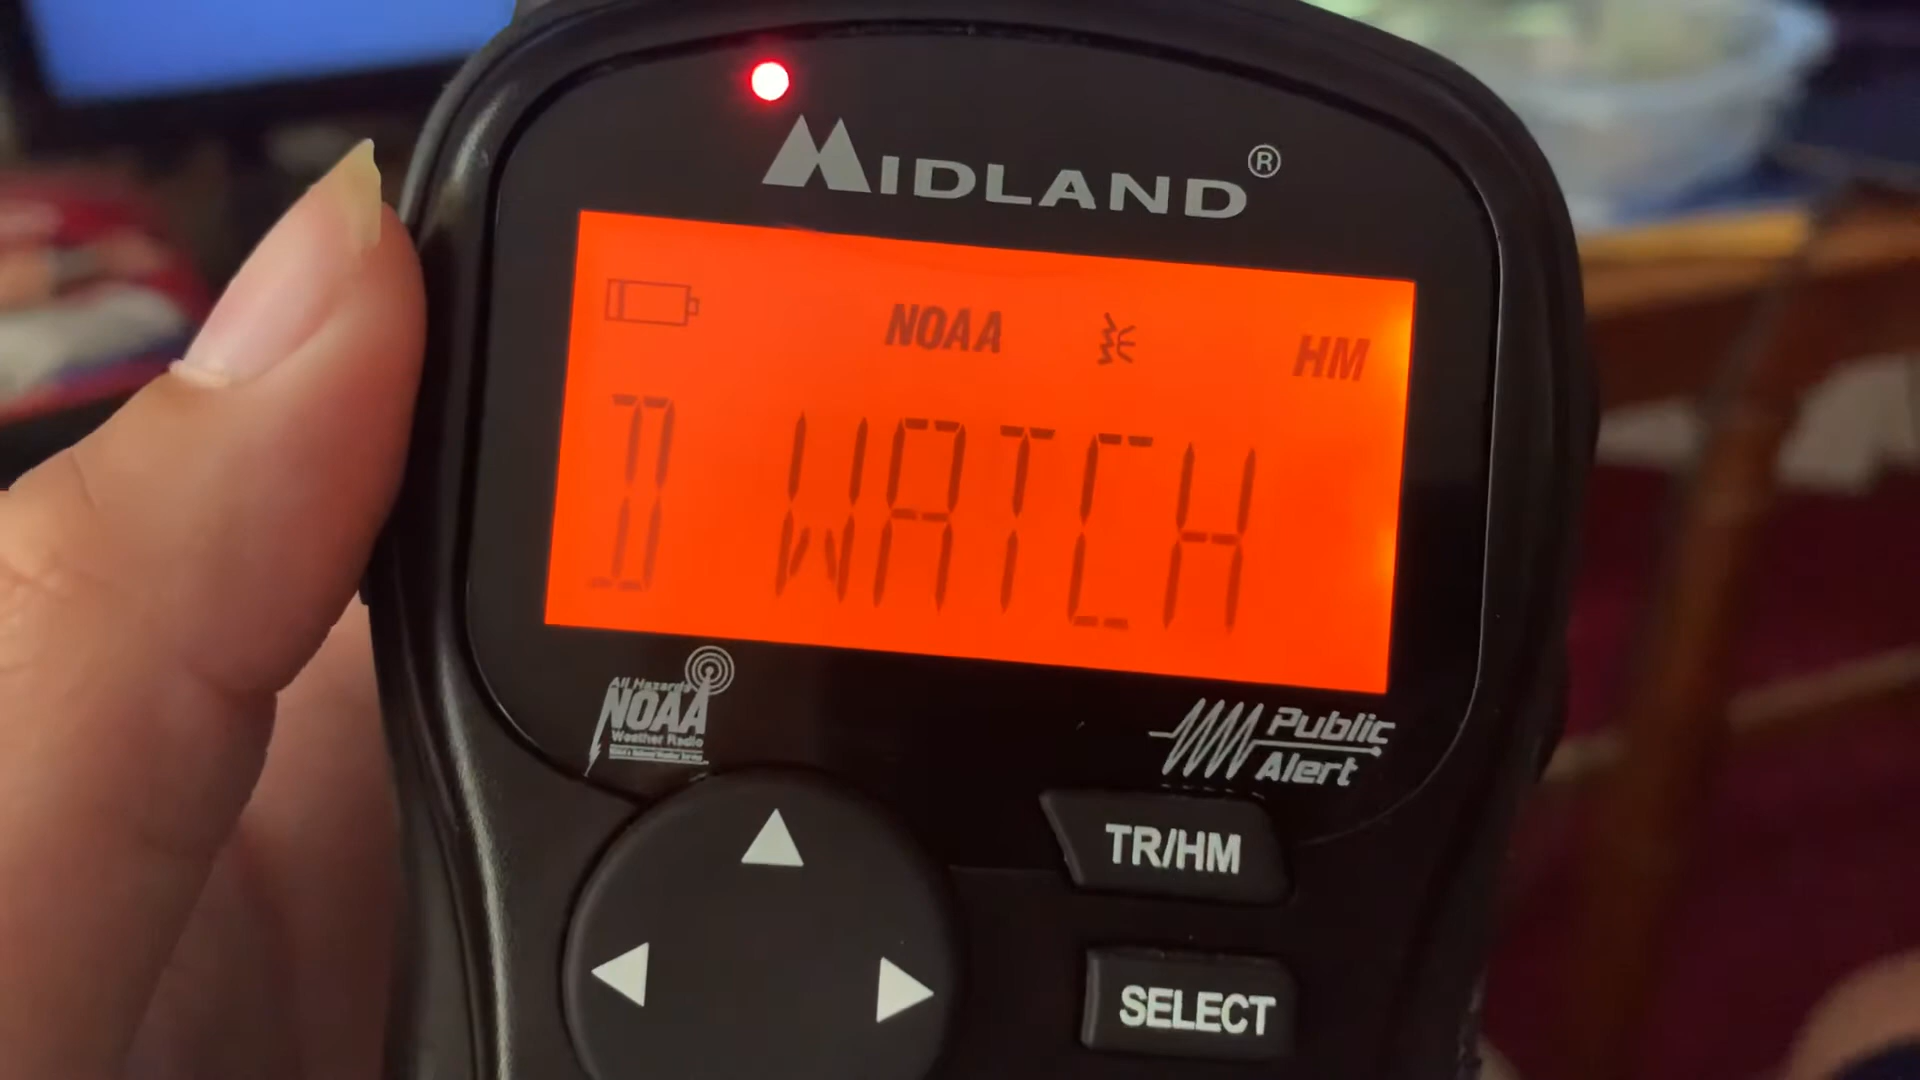 MIDLAND®
NOAA HM
D WATCH
All Hazards
NOAA
Weather Radio
Public
Alert
TR/HM
SELECT